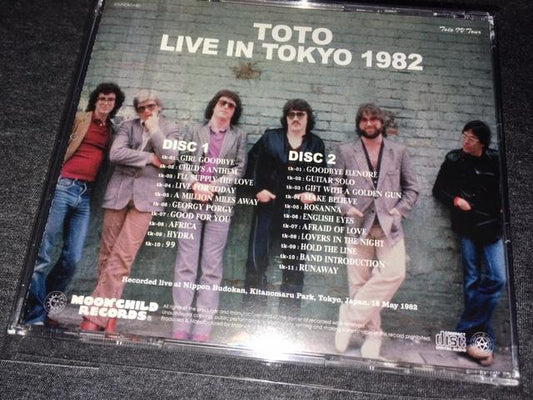 TOTO
LIVE IN TOKYO 1982
Toto IV Tour
DISC 1
tk-01 : GIRL GOODBYE
tk-02 : CHILD'S ANTHEM
tk-03 : I'LL SUPPLY THE LOVE
tk-04 : LIVE FOR TODAY
tk-05 : A MILLION MILES AWAY
tk-06 : GEORGY PORGY
tk-07 : GOOD FOR YOU
tk-08 : AFRICA
tk-09 : HYDRA
tk-10 : 99
DISC 2
tk-01 : GOODBYE ELENORE
tk-02 : GUITAR SOLO
tk-03 : GIFT WITH A GOLDEN GUN
tk-04 : MAKE BELIEVE
tk-05 : ROSANNA
tk-06 : ENGLISH EYES
tk-07 : AFRAID OF LOVE
tk-08 : LOVERS IN THE NIGHT
tk-09 : HOLD THE LINE
tk-10 : BAND INTRODUCTION
tk-11 : RUNAWAY
Recorded live at Nippon Budokan, Kitanomaru Park, Tokyo, Japan. 18 May 1982
MOONCHILD
RECORDS
COMPACT
disc
DIGITAL AUDIO